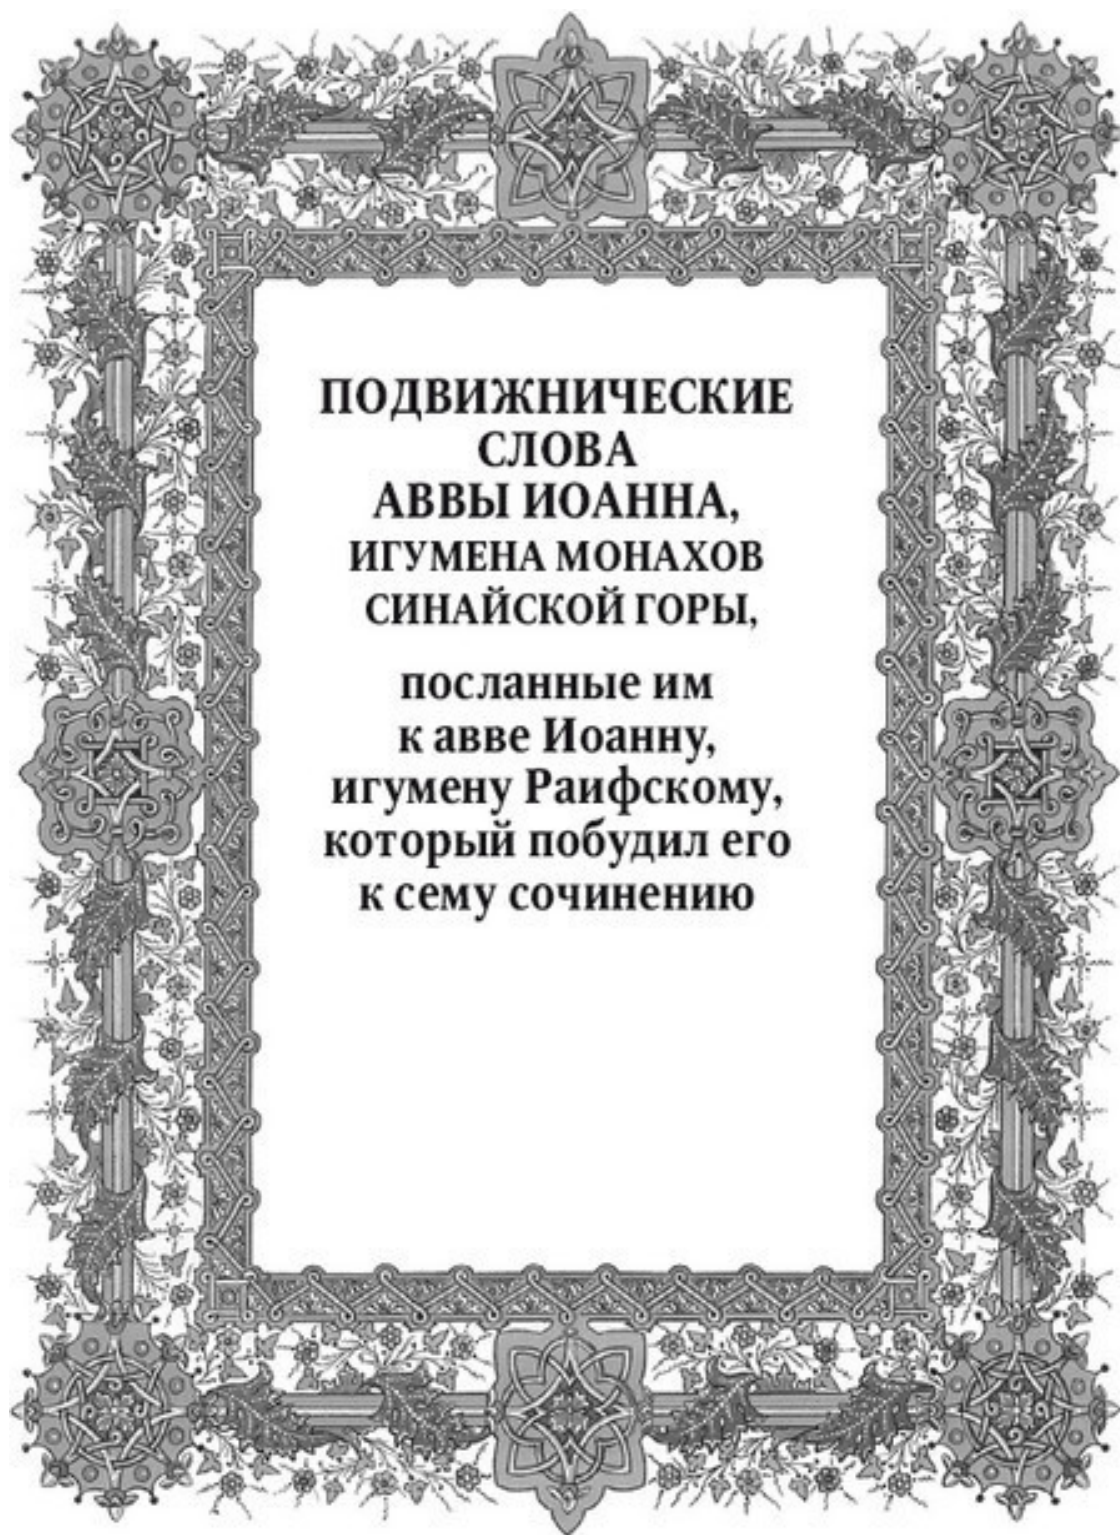 ПОДВИЖНИЧЕСКИЕ
СЛОВА
АВВЫ ИОАННА,
ИГУМЕНА МОНАХОВ
СИНАЙСКОЙ ГОРЫ,
посланные им
к авве Иоанну,
игумену Раифскому,
который побудил его
к сему сочинению